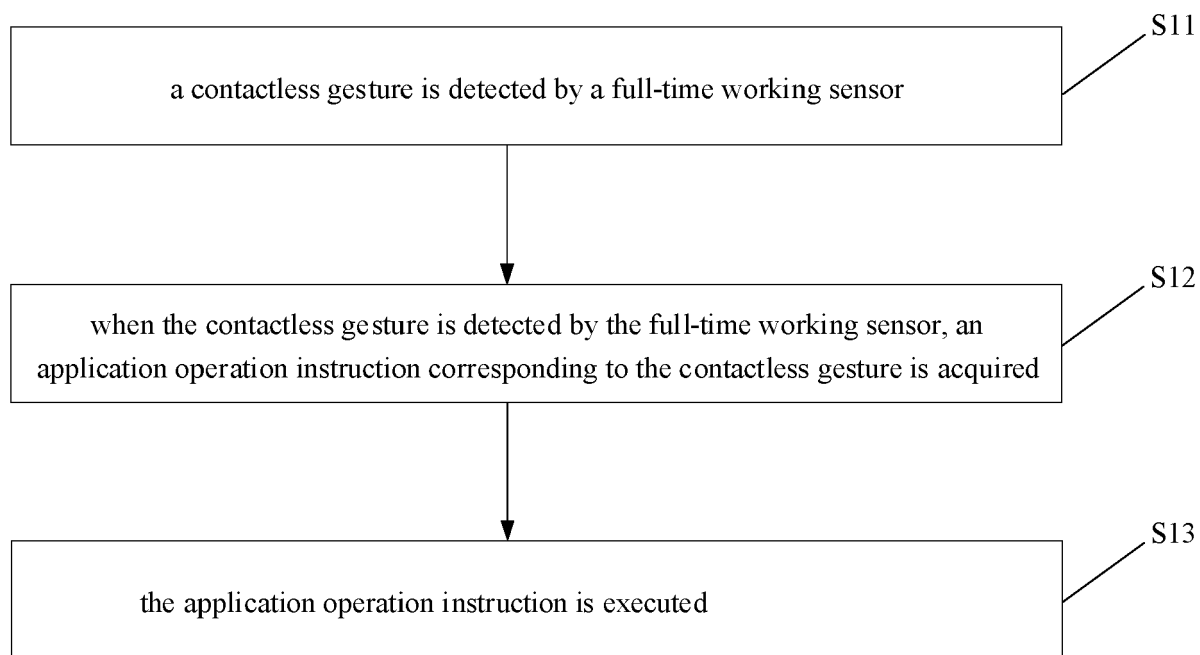 S11
a contactless gesture is detected by a full-time working sensor
S12
when the contactless gesture is detected by the full-time working sensor, an
application operation instruction corresponding to the contactless gesture is acquired
S13
the application operation instruction is executed